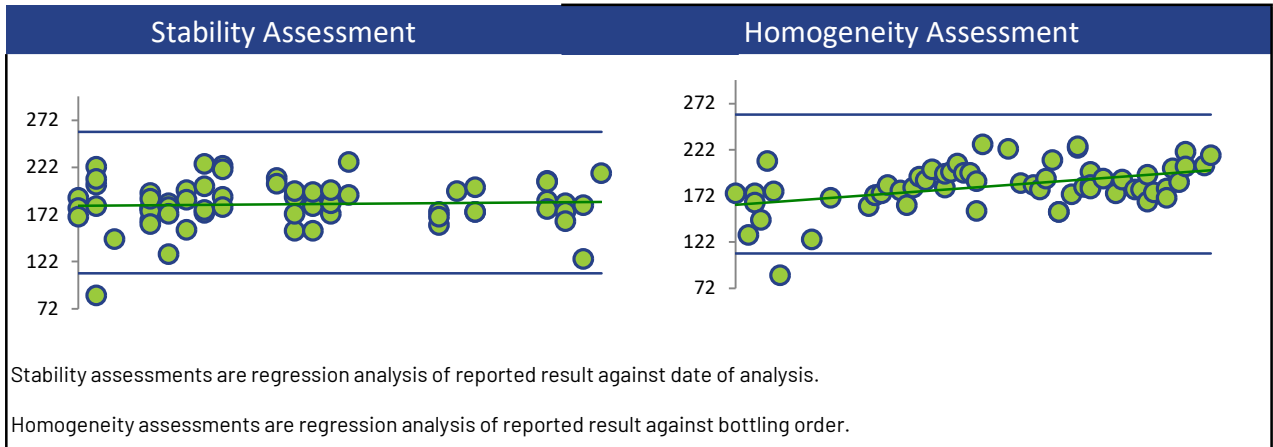 Stability Assessment
Homogeneity Assessment
272
222
172
122
72
272
222
172
122
72
Stability assessments are regression analysis of reported result against date of analysis.
Homogeneity assessments are regression analysis of reported result against bottling order.